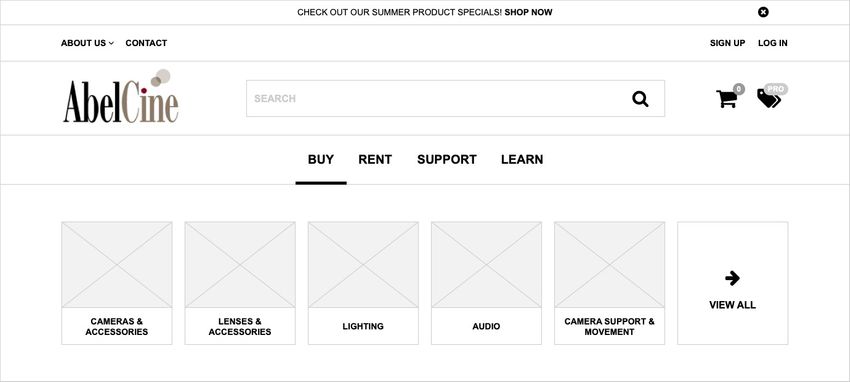 CHECK OUT OUR SUMMER PRODUCT SPECIALS! SHOP NOW
ABOUT US CONTACT SIGN UP LOG IN
AbelCine
SEARCH
0
PRO
BUY RENT SUPPORT LEARN
CAMERAS &
ACCESSORIES
LENSES &
ACCESSORIES
LIGHTING
AUDIO
CAMERA SUPPORT &
MOVEMENT
VIEW ALL